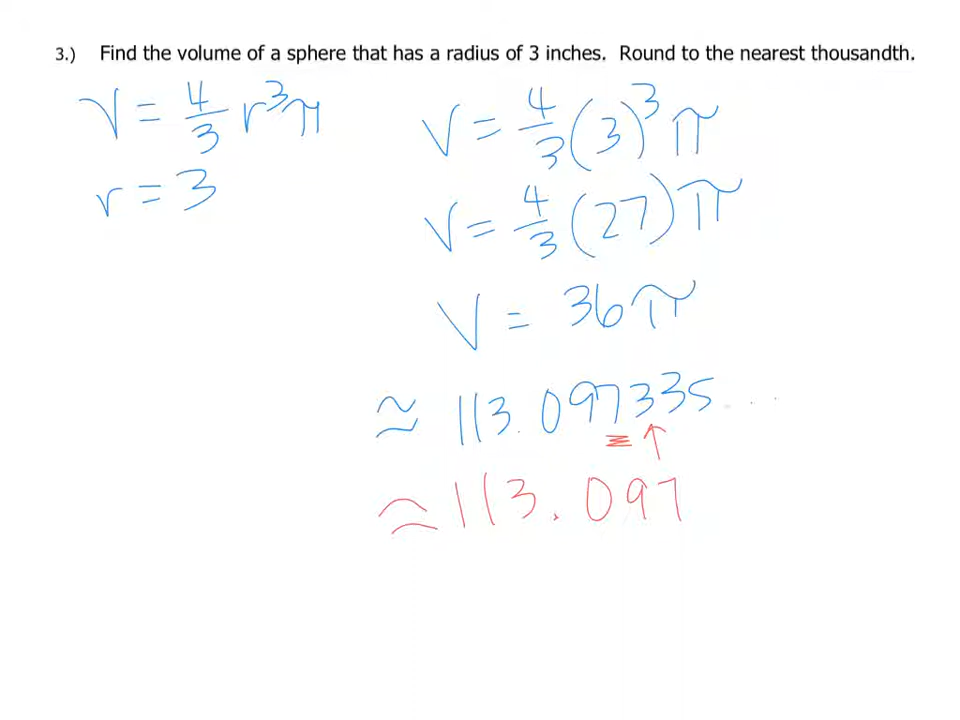 3.) Find the volume of a sphere that has a radius of 3 inches. Round to the nearest thousandth.
V = 4/3 r³π
r = 3
V = 4/3 (3)³ π
V = 4/3 (27) π
V = 36π
≈ 113.097335...
≈ 113.097